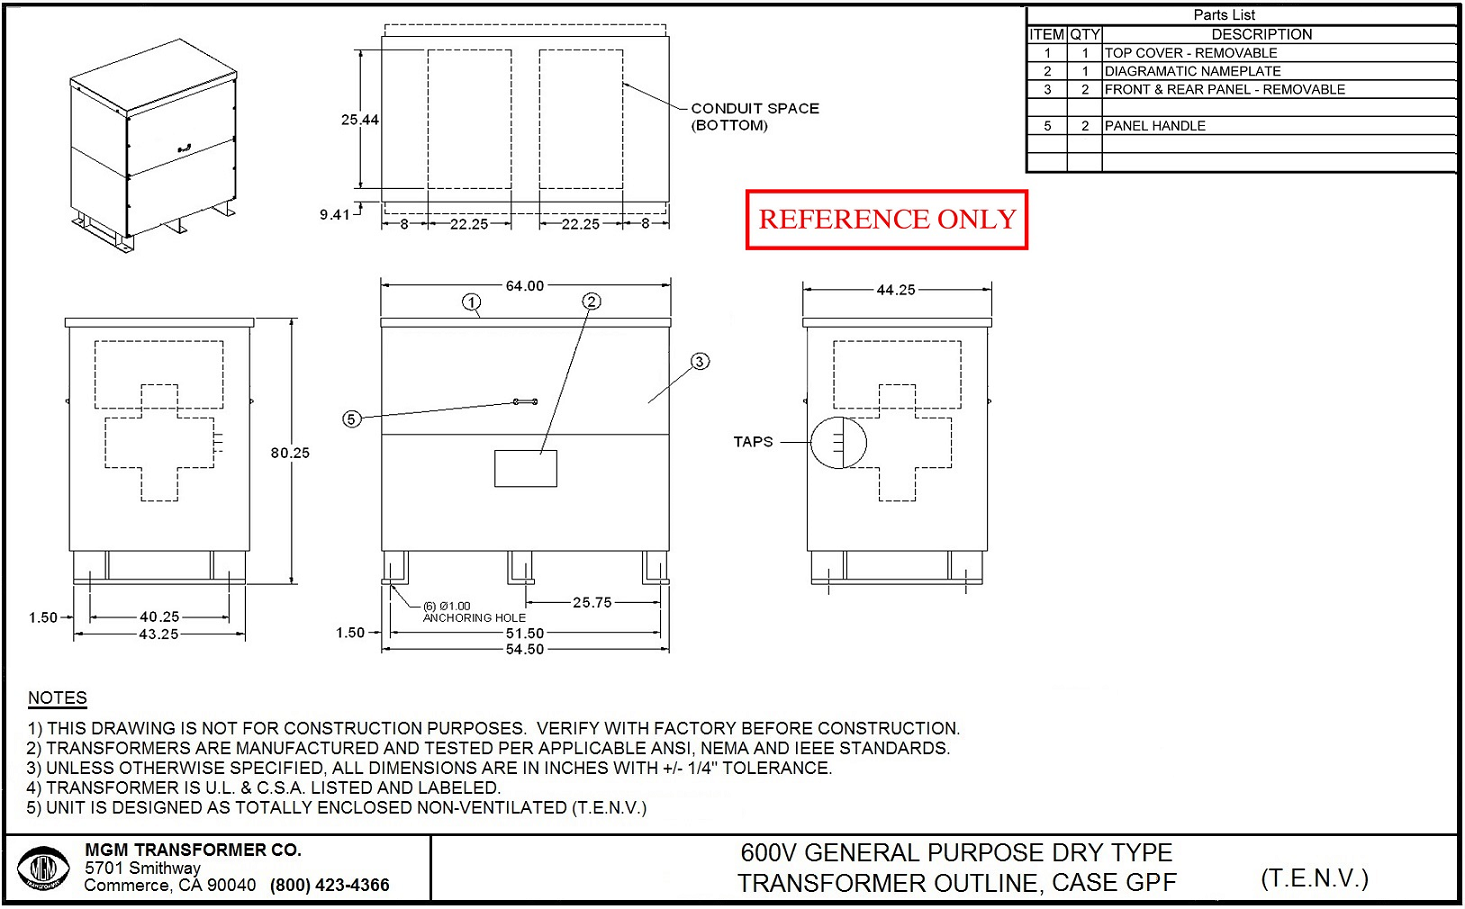 Parts List
ITEM QTY DESCRIPTION
1 1 TOP COVER - REMOVABLE
2 1 DIAGRAMATIC NAMEPLATE
3 2 FRONT & REAR PANEL - REMOVABLE
5 2 PANEL HANDLE
25.44
CONDUIT SPACE
(BOTTOM)
9.41
8 22.25 22.25 8
REFERENCE ONLY
64.00
44.25
1 2
3
5
80.25
TAPS
(6) Ø1.00
ANCHORING HOLE
25.75
1.50 40.25
43.25
1.50 51.50
54.50
NOTES
1) THIS DRAWING IS NOT FOR CONSTRUCTION PURPOSES. VERIFY WITH FACTORY BEFORE CONSTRUCTION.
2) TRANSFORMERS ARE MANUFACTURED AND TESTED PER APPLICABLE ANSI, NEMA AND IEEE STANDARDS.
3) UNLESS OTHERWISE SPECIFIED, ALL DIMENSIONS ARE IN INCHES WITH +/- 1/4" TOLERANCE.
4) TRANSFORMER IS U.L. & C.S.A. LISTED AND LABELED.
5) UNIT IS DESIGNED AS TOTALLY ENCLOSED NON-VENTILATED (T.E.N.V.)
MGM
MGM TRANSFORMER CO.
5701 Smithway
Commerce, CA 90040 (800) 423-4366
600V GENERAL PURPOSE DRY TYPE
TRANSFORMER OUTLINE, CASE GPF
(T.E.N.V.)